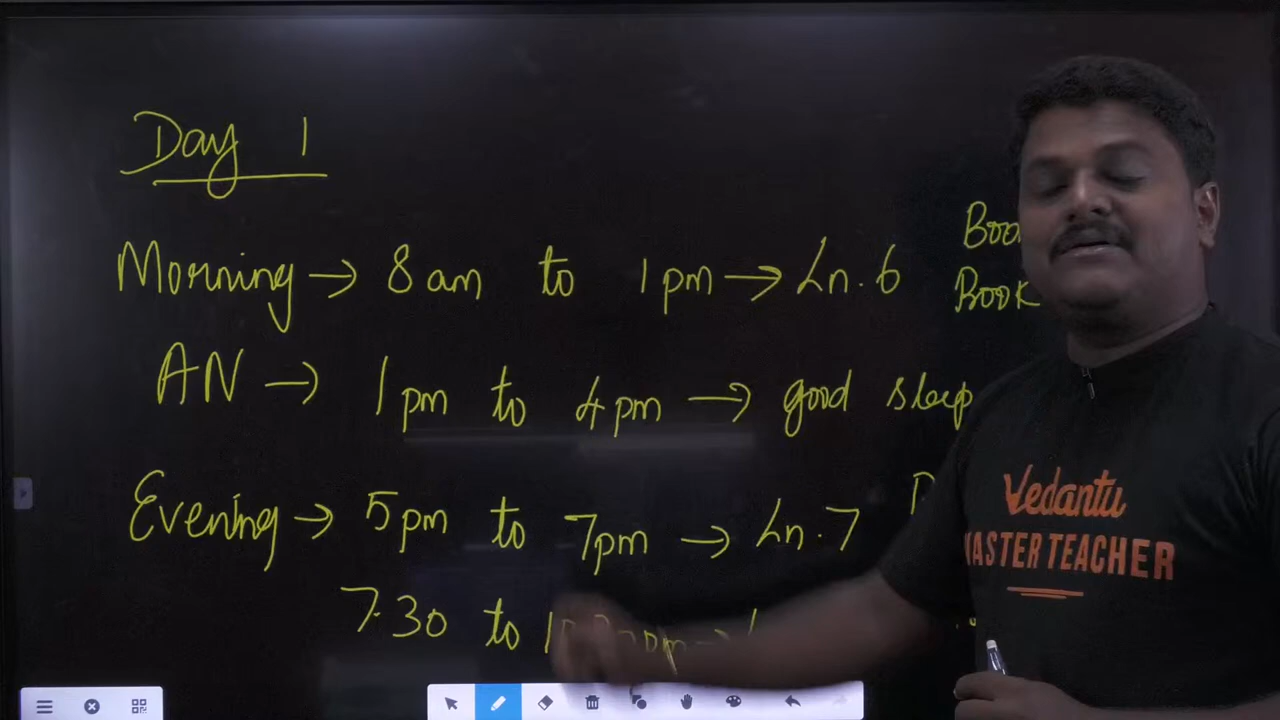 Day 1
Morning → 8 am to 1 pm → Ln. 6
Book
AN → 1 pm to 4 pm → good sleep
Evening → 5 pm to 7 pm → Ln. 7
7.30 to
Vedantu
MASTER TEACHER